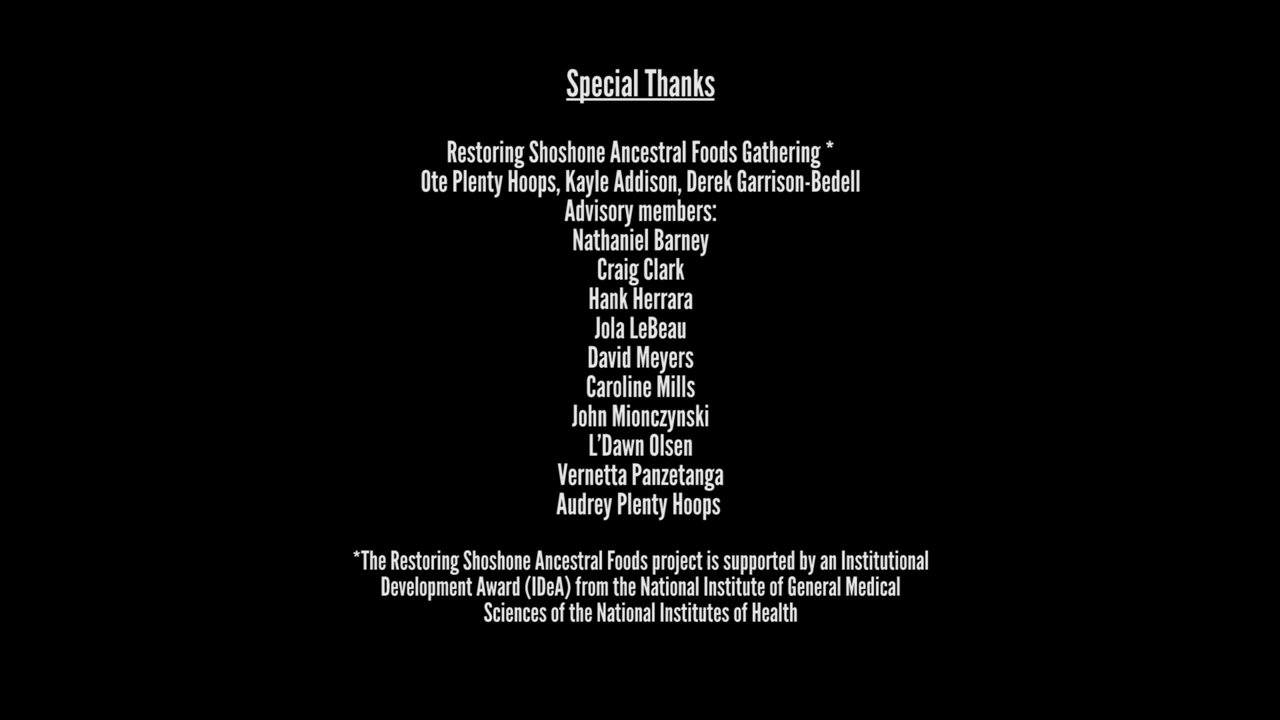 Special Thanks
Restoring Shoshone Ancestral Foods Gathering *
Ote Plenty Hoops, Kayle Addison, Derek Garrison-Bedell
Advisory members:
Nathaniel Barney
Craig Clark
Hank Herrara
Jola LeBeau
David Meyers
Caroline Mills
John Mionczynski
L’Dawn Olsen
Vernetta Panzetanga
Audrey Plenty Hoops
*The Restoring Shoshone Ancestral Foods project is supported by an Institutional
Development Award (IDeA) from the National Institute of General Medical
Sciences of the National Institutes of Health